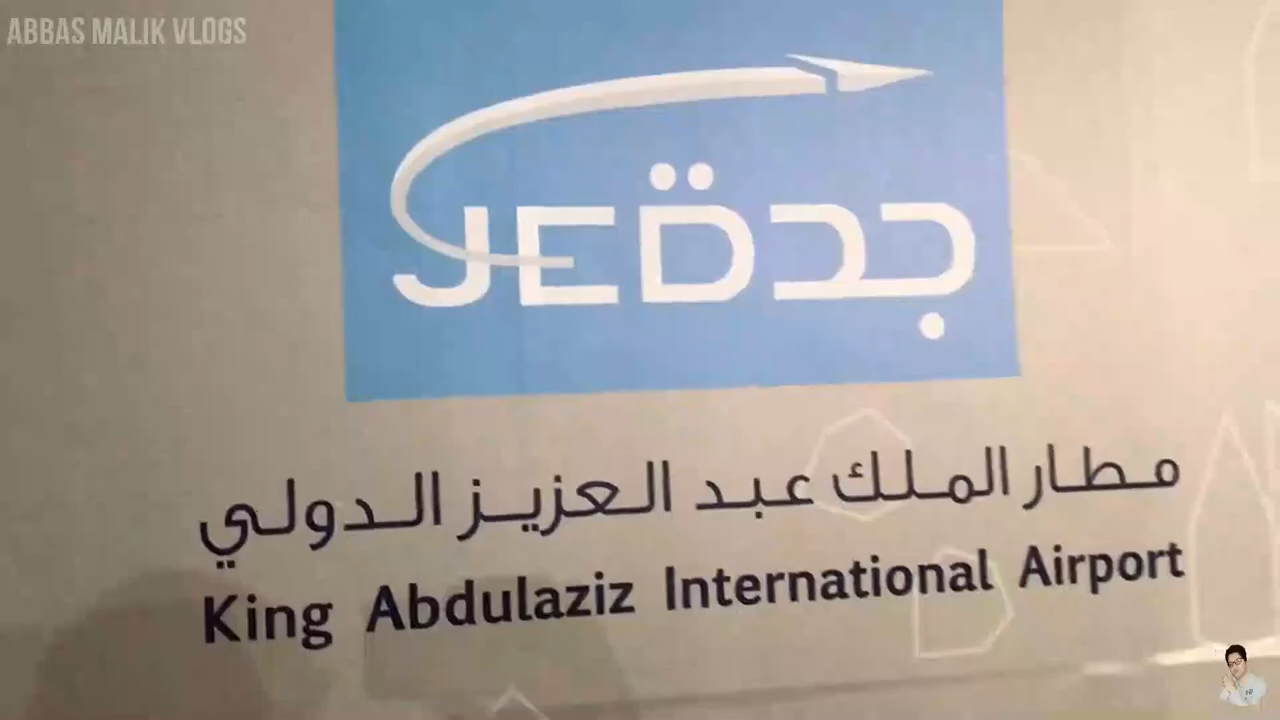 ABBAS MALIK VLOGS
JED جدة
مطار الملك عبد العزيز الدولي
King Abdulaziz International Airport